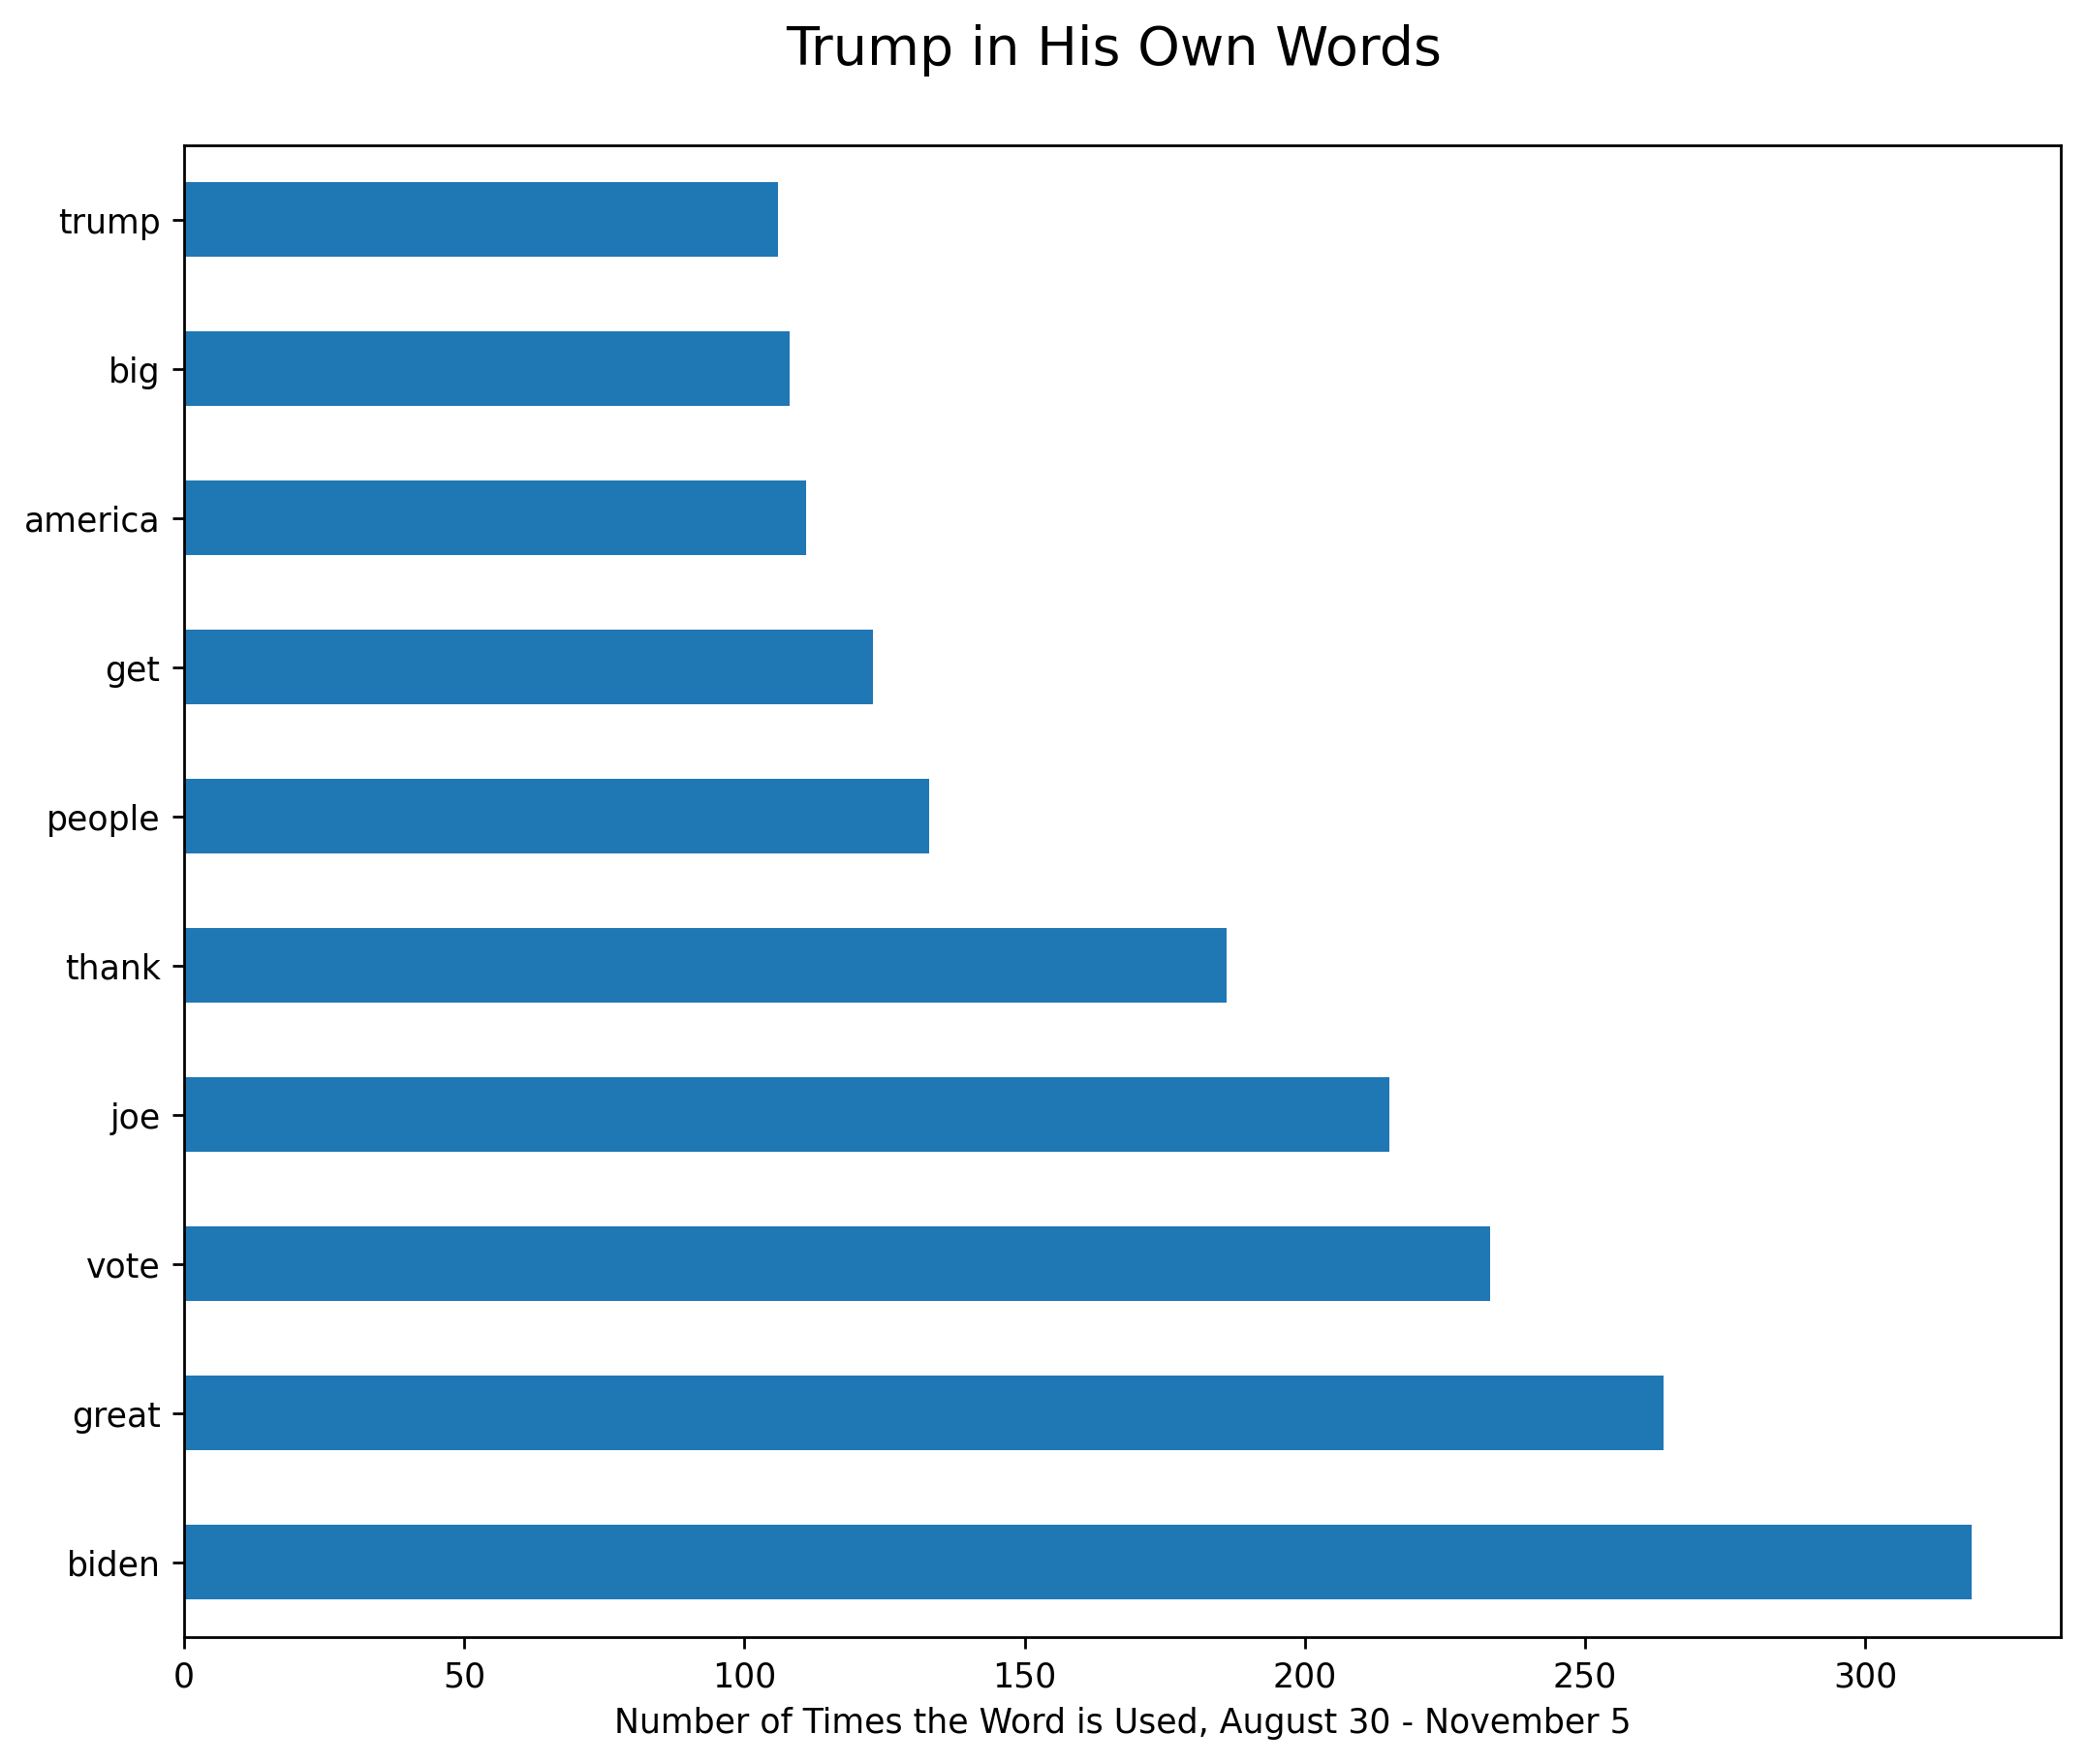 Trump in His Own Words
trump
big
america
get
people
thank
joe
vote
great
biden
0 50 100 150 200 250 300
Number of Times the Word is Used, August 30 - November 5